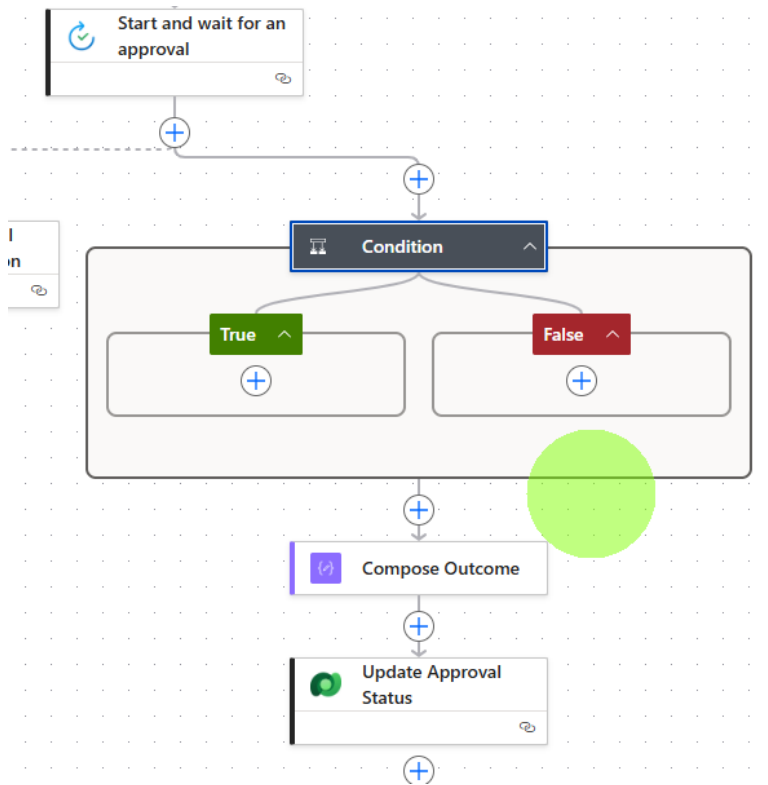 Start and wait for an
approval
Condition
True
False
Compose Outcome
Update Approval
Status